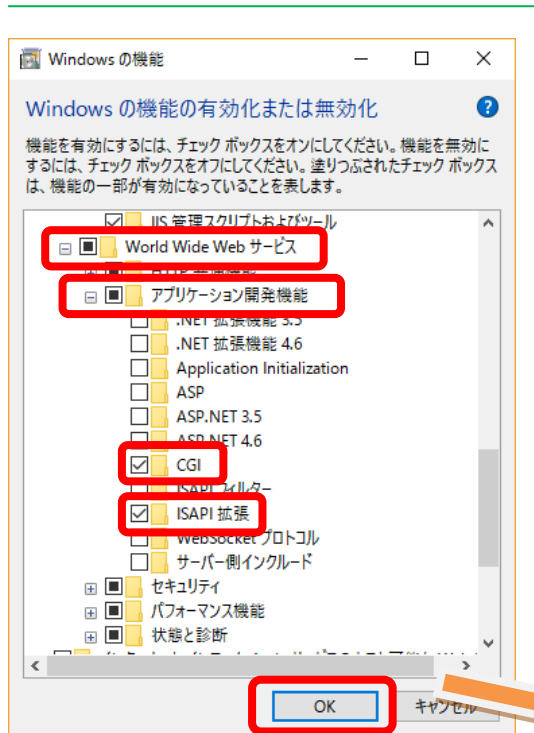 Windows の機能
Windows の機能の有効化または無効化
機能を有効にするには、チェック ボックスをオンにしてください。機能を無効に
するには、チェック ボックスをオフにしてください。塗りつぶされたチェック ボックス
は、機能の一部が有効になっていることを表します。
IIS 管理スクリプトおよびツール
World Wide Web サービス
アプリケーション開発機能
.NET 拡張機能 3.5
.NET 拡張機能 4.6
Application Initialization
ASP
ASP.NET 3.5
ASP.NET 4.6
CGI
ISAPI フィルター
ISAPI 拡張
WebSocket プロトコル
サーバー側インクルード
セキュリティ
パフォーマンス機能
状態と診断
OK
キャンセル